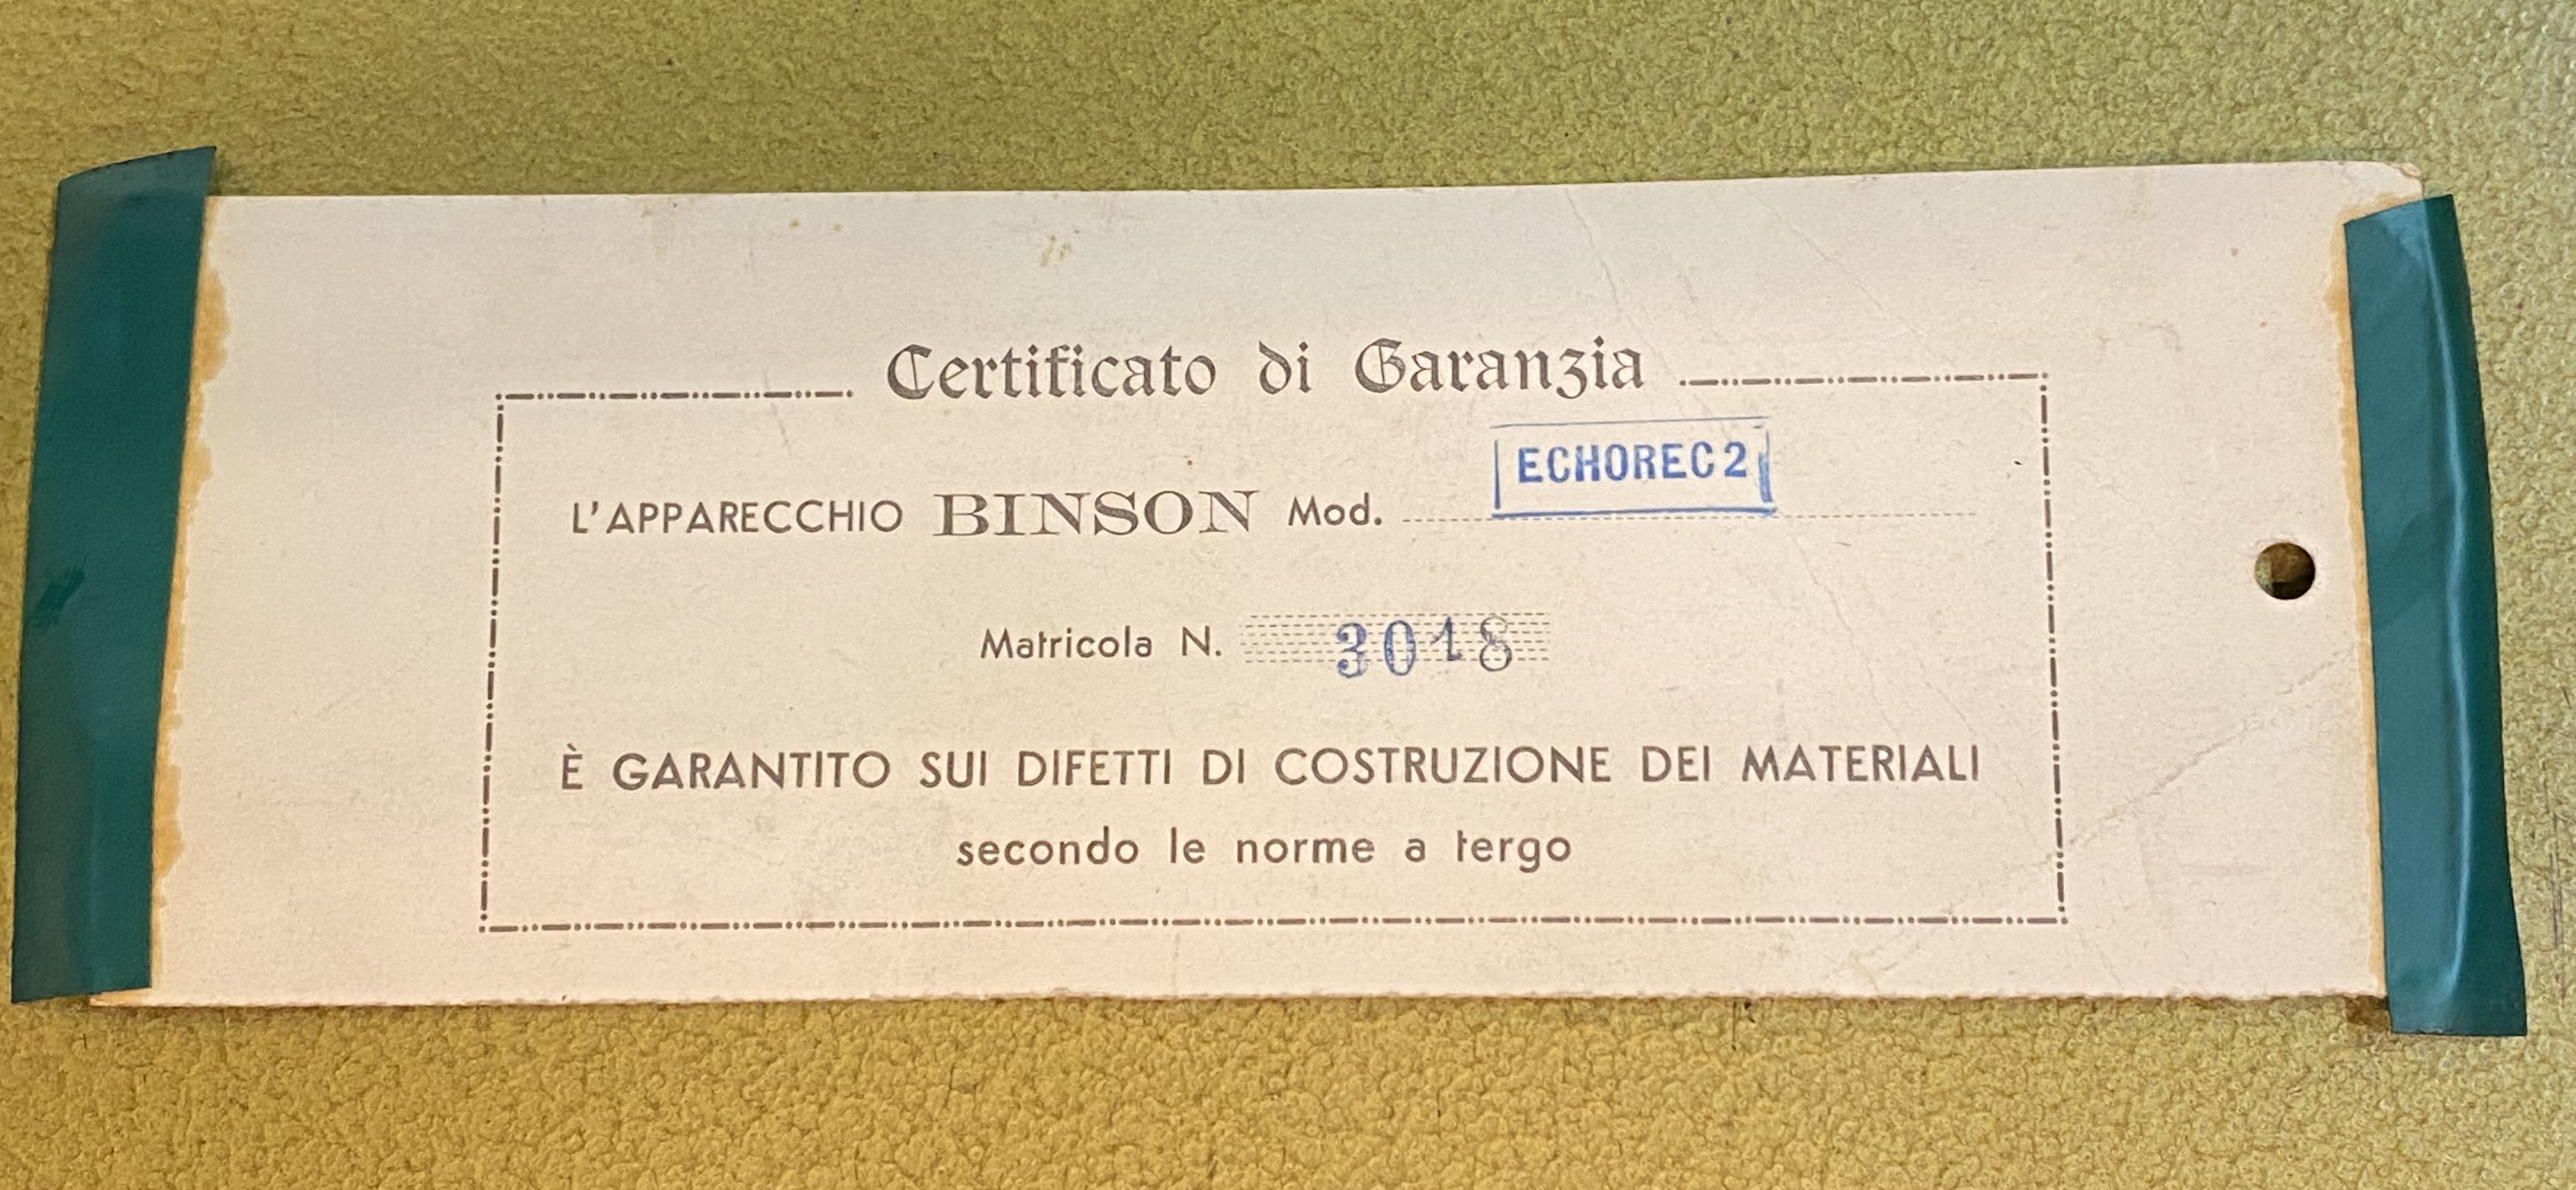 Certificato di Garanzia
L'APPARECCHIO BINSON Mod. ECHOREC 2
Matricola N. 3018
È GARANTITO SUI DIFETTI DI COSTRUZIONE DEI MATERIALI
secondo le norme a tergo